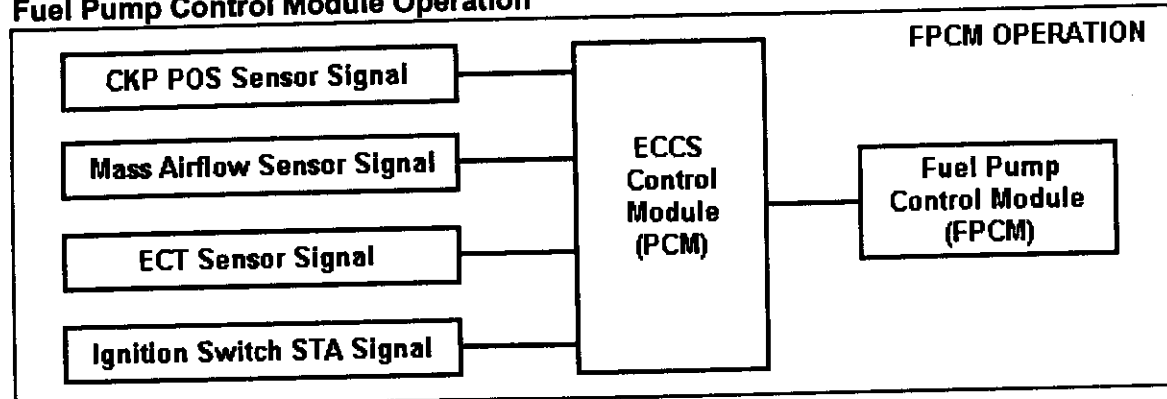 Fuel Pump Control Module Operation
FPCM OPERATION
CKP POS Sensor Signal
Mass Airflow Sensor Signal
ECT Sensor Signal
Ignition Switch STA Signal
ECCS
Control
Module
(PCM)
Fuel Pump
Control Module
(FPCM)